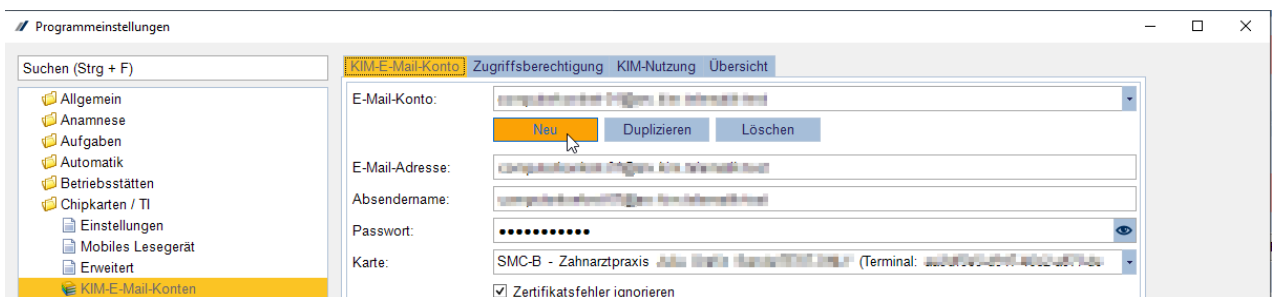 Programmeinstellungen
Suchen (Strg + F)
Allgemein
Anamnese
Aufgaben
Automatik
Betriebsstätten
Chipkarten / TI
Einstellungen
Mobiles Lesegerät
Erweitert
KIM-E-Mail-Konten
KIM-E-Mail-Konto Zugriffsberechtigung KIM-Nutzung Übersicht
E-Mail-Konto:
Neu Duplizieren Löschen
E-Mail-Adresse:
Absendername:
Passwort:
Karte: SMC-B - Zahnarztpraxis (Terminal:
Zertifikatsfehler ignorieren